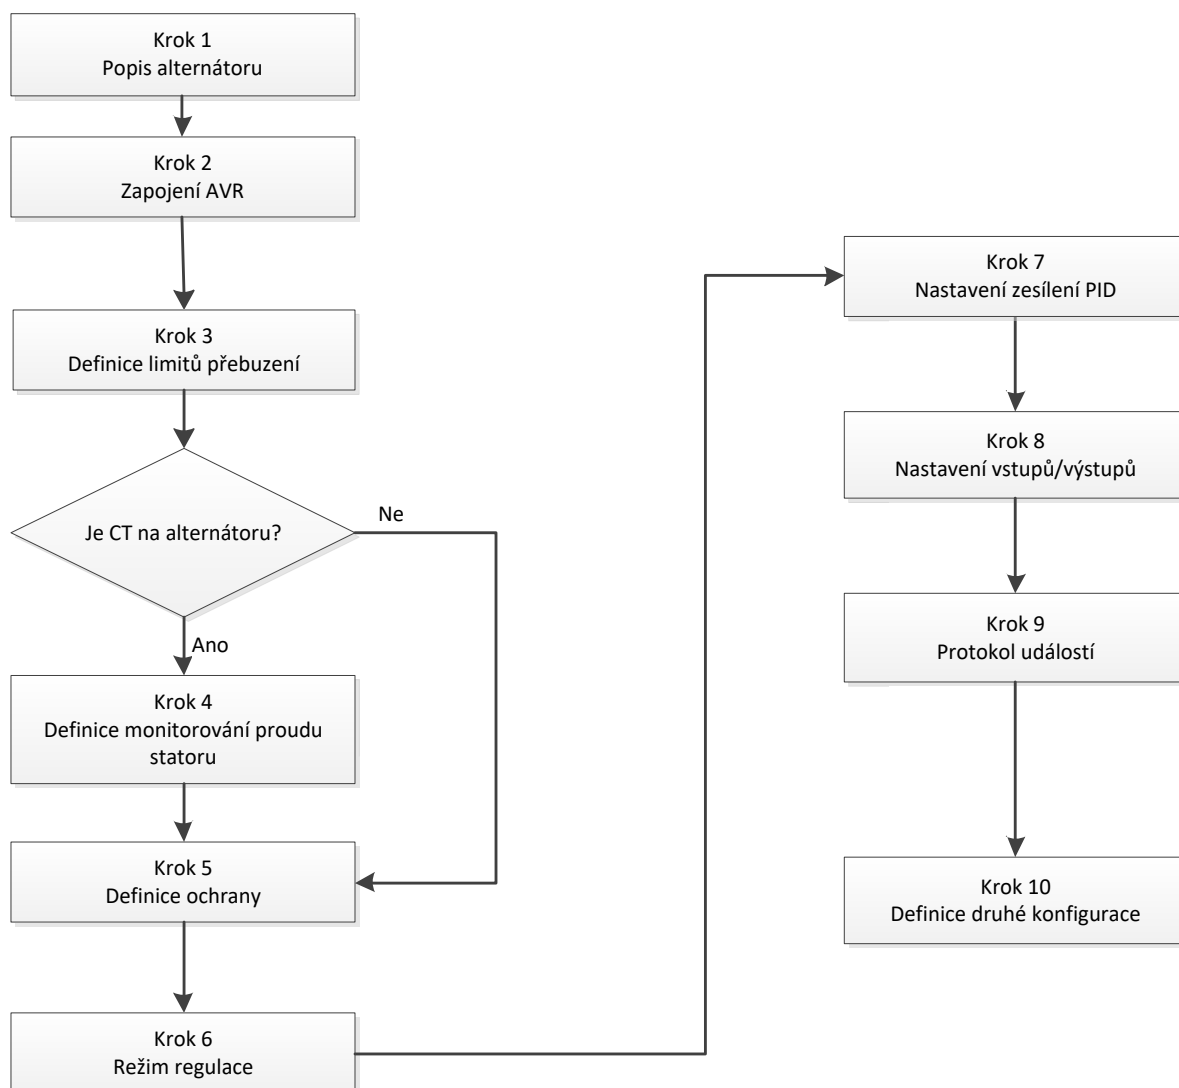 Krok 1
Popis alternátoru
Krok 2
Zapojení AVR
Krok 3
Definice limitů přebuzení
Je CT na alternátoru?
Ne
Ano
Krok 4
Definice monitorování proudu
statoru
Krok 5
Definice ochrany
Krok 6
Režim regulace
Krok 7
Nastavení zesílení PID
Krok 8
Nastavení vstupů/výstupů
Krok 9
Protokol událostí
Krok 10
Definice druhé konfigurace